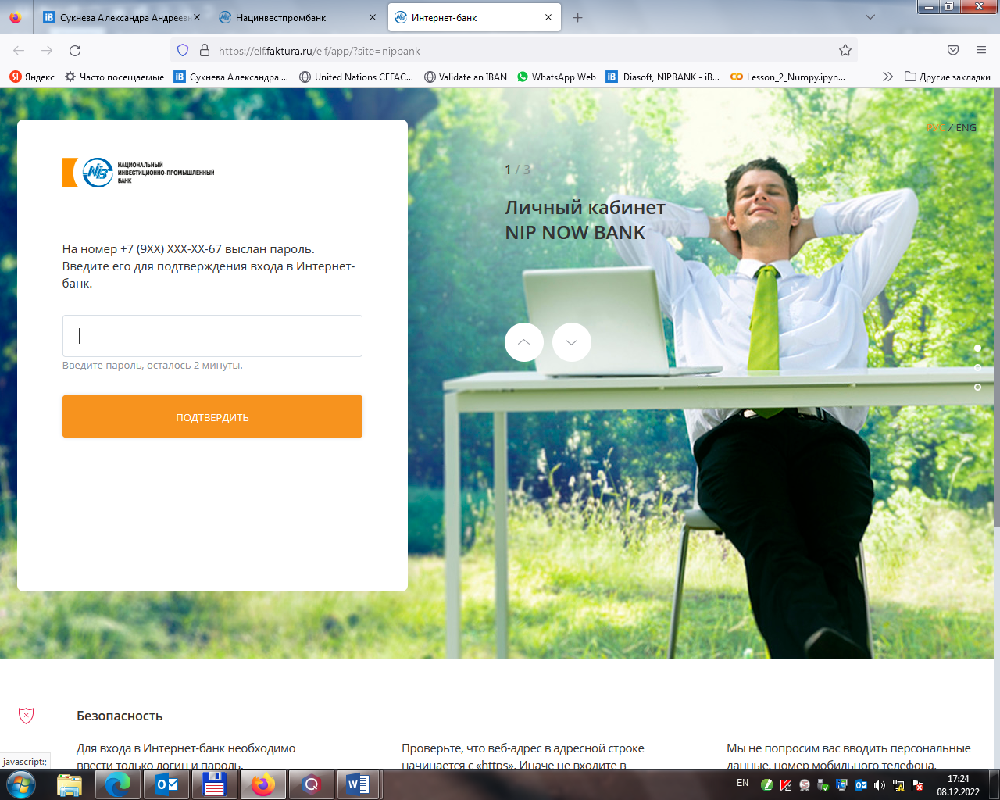 Сукнева Александра Андреевн
Нацинвестпромбанк
Интернет-банк
https://elf.faktura.ru/elf/app/?site=nipbank
Яндекс
Часто посещаемые
Сукнева Александра ...
United Nations CEFAC...
Validate an IBAN
WhatsApp Web
Diasoft, NIPBANK - iB...
Lesson_2_Numpy.ipyn...
Другие закладки
НАЦИОНАЛЬНЫЙ
ИНВЕСТИЦИОННО-ПРОМЫШЛЕННЫЙ
БАНК
На номер +7 (9XX) XXX-XX-67 выслан пароль.
Введите его для подтверждения входа в Интернет-
банк.
Введите пароль, осталось 2 минуты.
ПОДТВЕРДИТЬ
РУС / ENG
1 / 3
Личный кабинет
NIP NOW BANK
Безопасность
Для входа в Интернет-банк необходимо
ввести только логин и пароль.
Проверьте, что веб-адрес в адресной строке
начинается с «https». Иначе не входите в
Мы не попросим вас вводить персональные
данные, номер мобильного телефона.
javascript:;
EN
17:24
08.12.2022